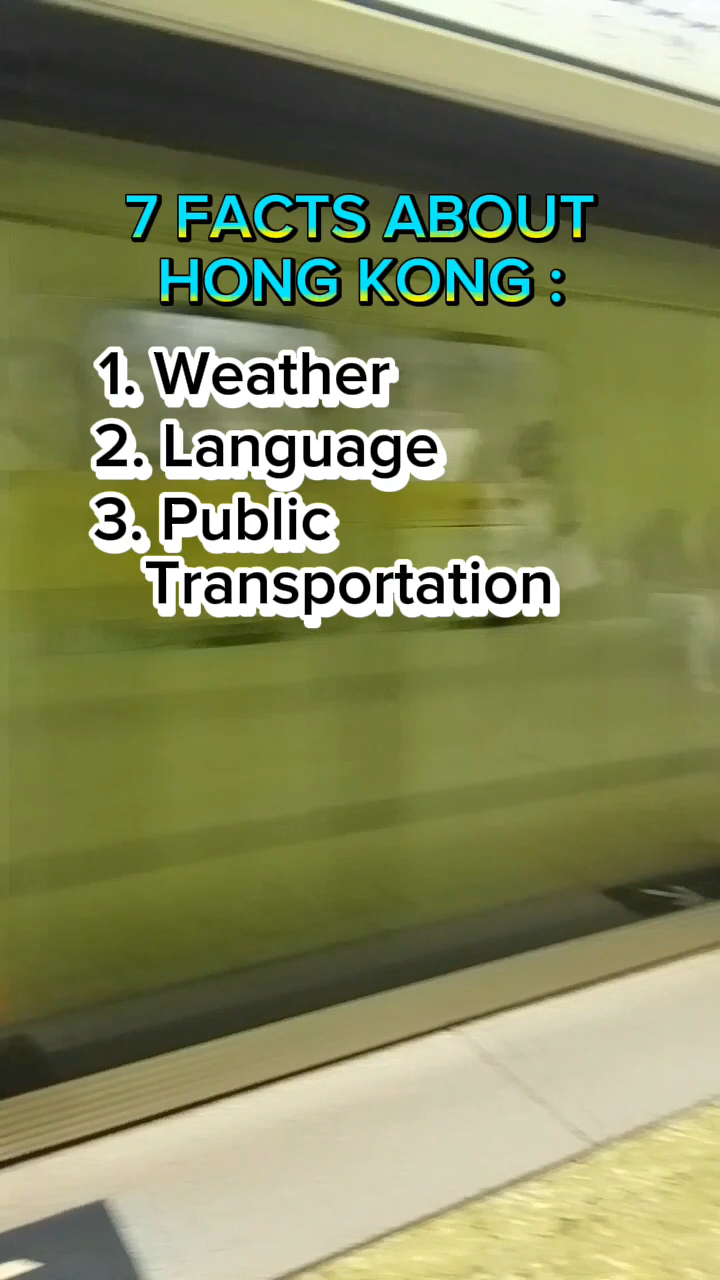 7 FACTS ABOUT
HONG KONG :
1. Weather
2. Language
3. Public
Transportation